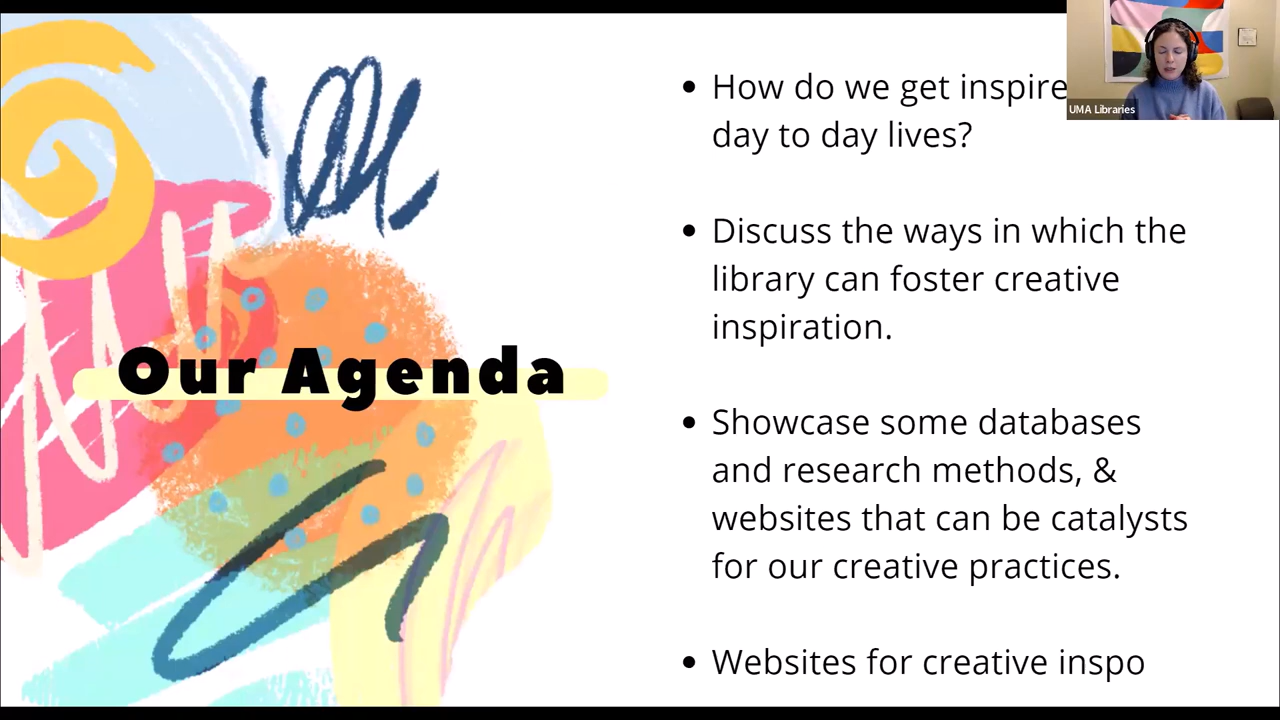 How do we get inspire
day to day lives?
UMA Libraries
Discuss the ways in which the
library can foster creative
inspiration.
Our Agenda
Showcase some databases
and research methods, &
websites that can be catalysts
for our creative practices.
Websites for creative inspo